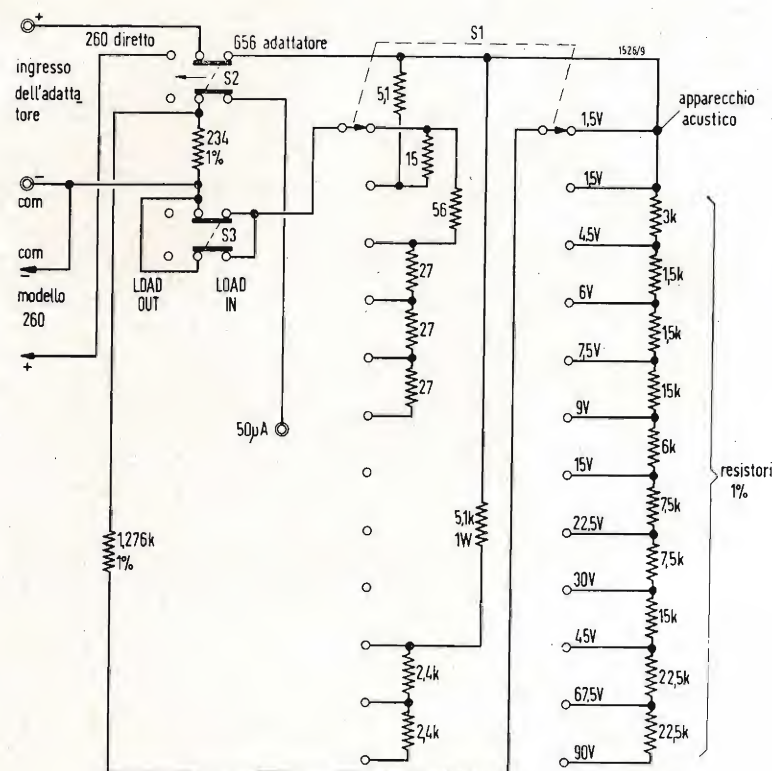 +
260 diretto
656 adattatore
S1
1526/9
ingresso
dell'adatta_
tore
S2
5,1
apparecchio
acustico
234
1%
15
1,5V
1,5V
56
3k
com
S3
4,5V
1,5k
com
LOAD
OUT
LOAD
IN
27
6V
1,5k
modello
260
27
7,5V
15k
+
27
9V
6k
50µA
15V
7,5k
resistori
1%
5,1k
1W
22,5V
7,5k
1,276k
1%
30V
15k
45V
2,4k
22,5k
67,5V
2,4k
22,5k
90V